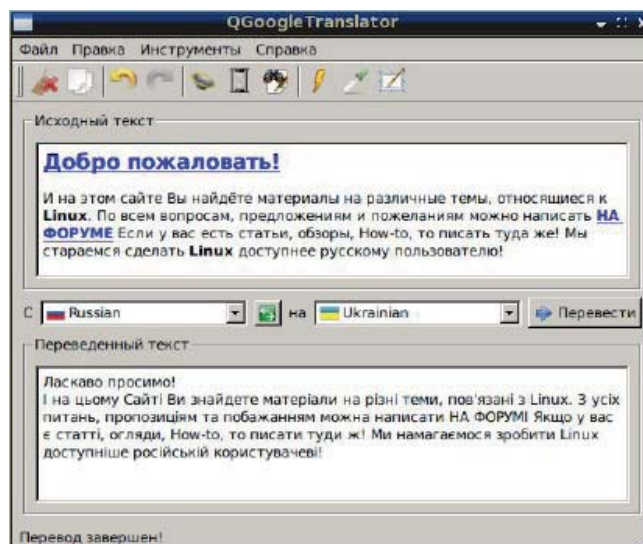 QGoogleTranslator
Файл Правка Инструменты Справка
Исходный текст
Добро пожаловать!
И на этом сайте Вы найдёте материалы на различные темы, относящиеся к
Linux. По всем вопросам, предложениям и пожеланиям можно написать НА
ФОРУМЕ Если у вас есть статьи, обзоры, How-to, то писать туда же! Мы
стараемся сделать Linux доступнее русскому пользователю!
С Russian на Ukrainian Перевести
Переведенный текст
Ласкаво просимо!
І на цьому Сайті Ви знайдете матеріали на різні теми, пов'язані з Linux. З усіх
питань, пропозиціям та побажанням можна написати НА ФОРУМІ Якщо у вас
є статті, огляди, How-to, то писати туди ж! Ми намагаємося зробити Linux
доступніше російській користувачеві!
Перевод завершен!